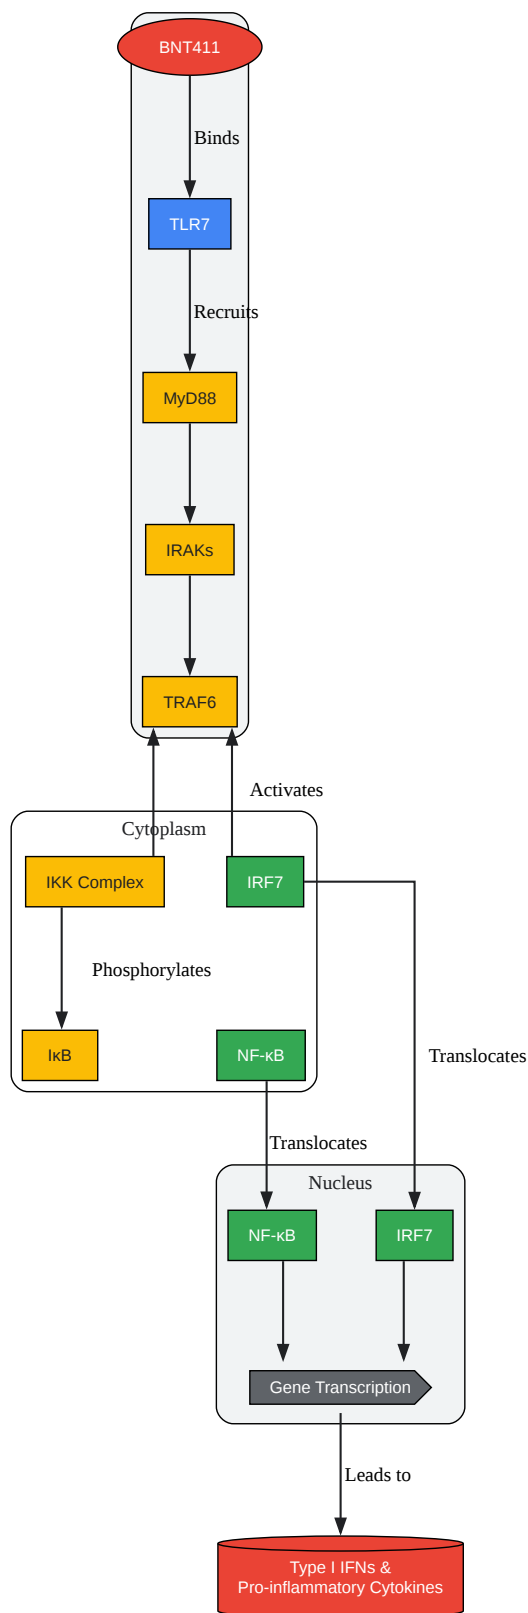 BNT411
Binds
TLR7
Recruits
MyD88
IRAKs
TRAF6
Activates
Cytoplasm
IKK Complex
IRF7
Phosphorylates
IκB
NF-κB
Translocates
Translocates
Nucleus
NF-κB
IRF7
Gene Transcription
Leads to
Type I IFNs &
Pro-inflammatory Cytokines